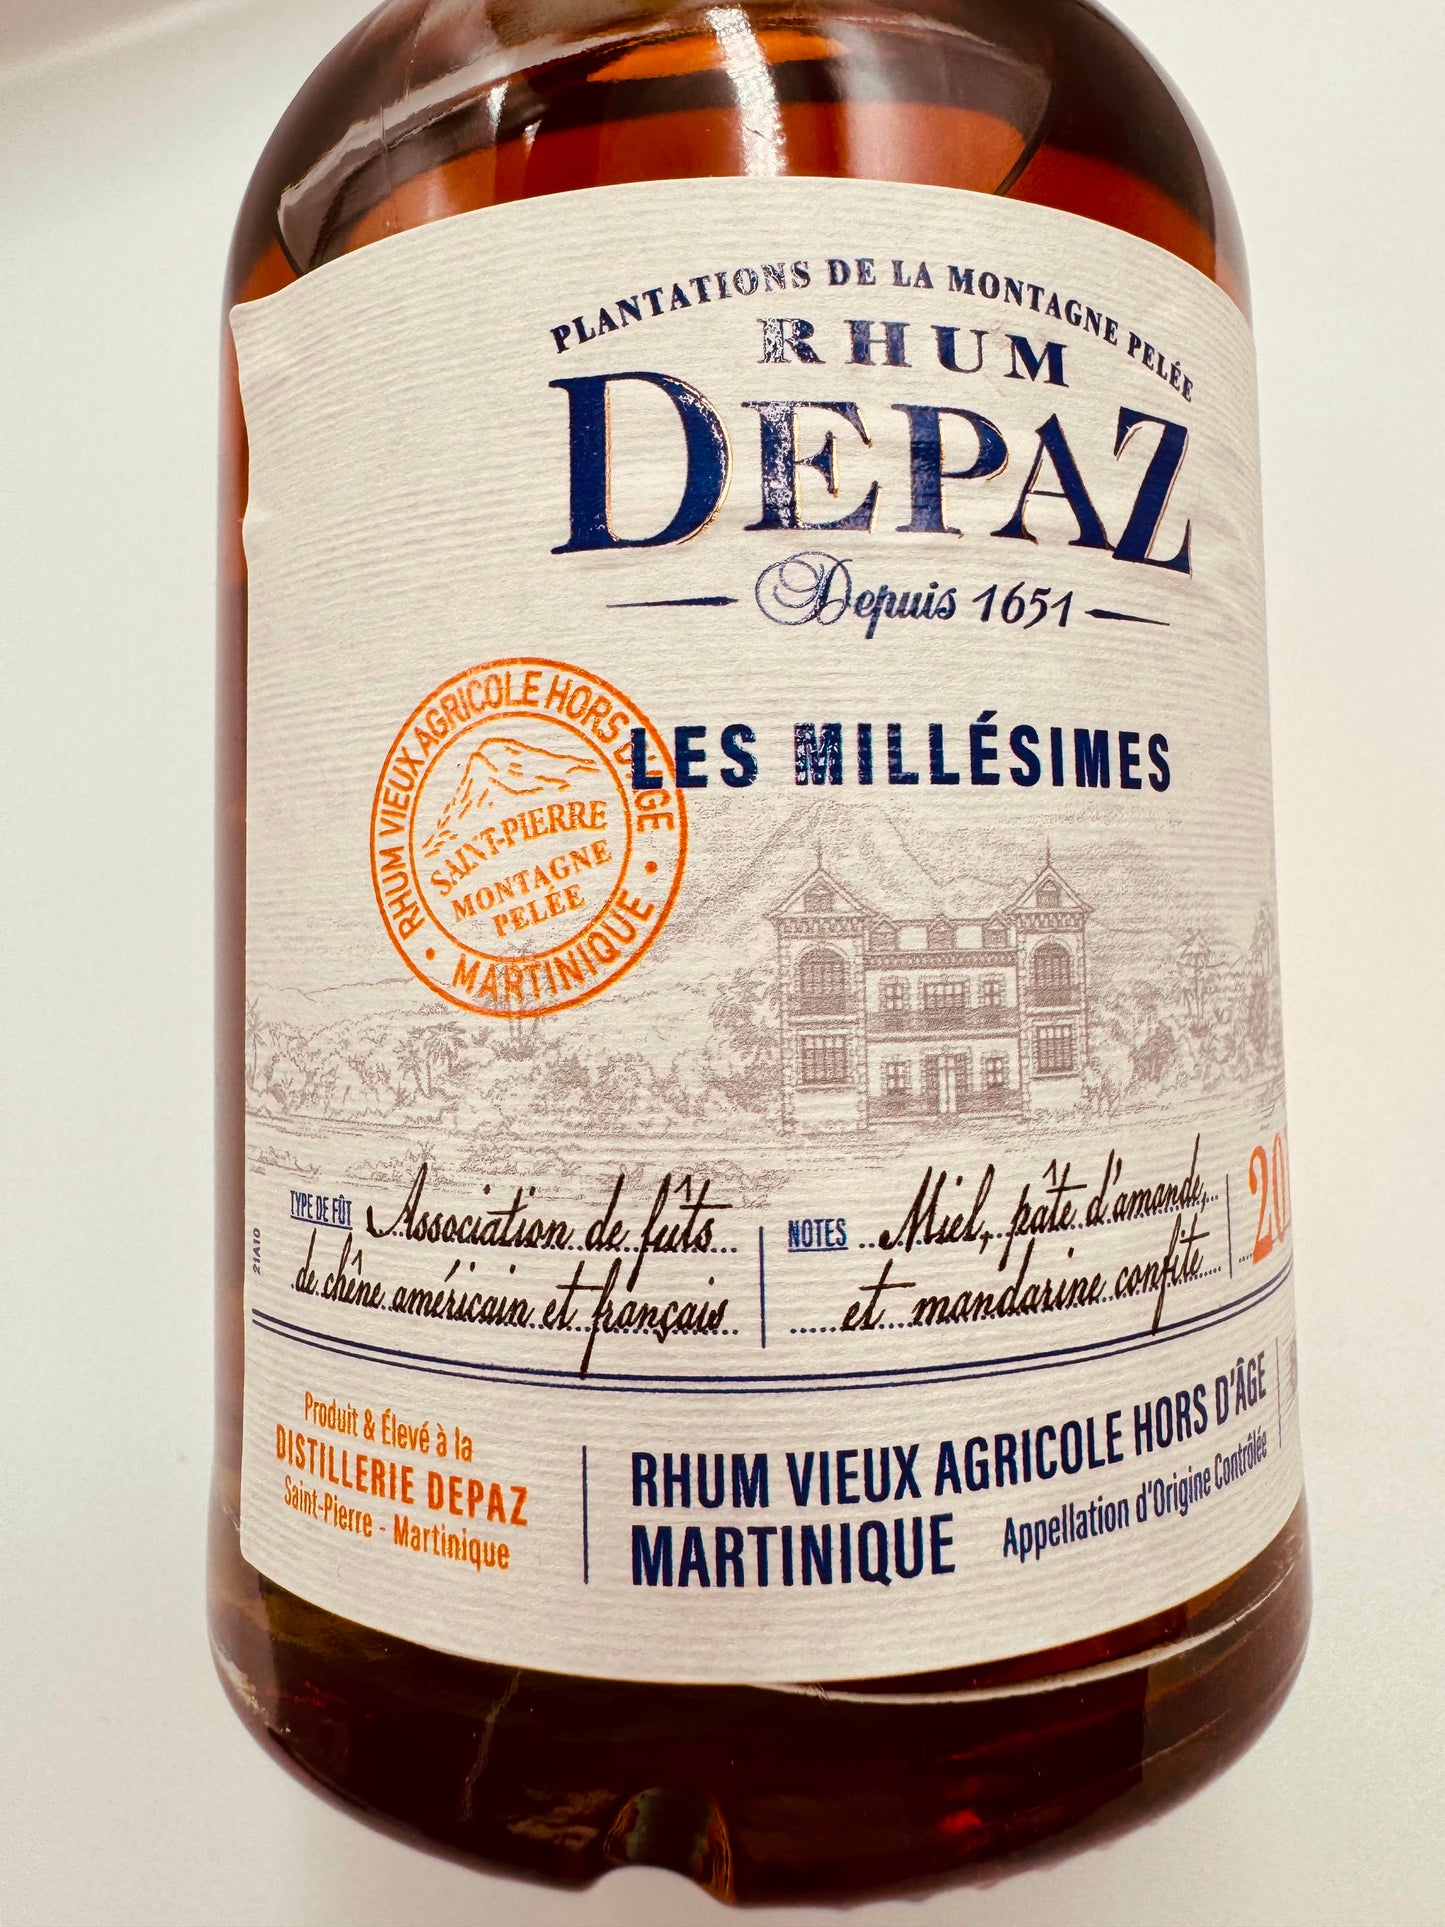 PLANTATIONS DE LA MONTAGNE PELÉE
RHUM
DEPAZ
Depuis 1651
RHUM VIEUX AGRICOLE HORS D'AGE
SAINT-PIERRE
MONTAGNE
PELÉE
• MARTINIQUE •
LES MILLÉSIMES
TYPE DE FÛT Association de fûts
de chêne américain et français
NOTES Miel, pâte d'amande,
et mandarine confite
21A10
Produit & Élevé à la
DISTILLERIE DEPAZ
Saint-Pierre - Martinique
RHUM VIEUX AGRICOLE HORS D'ÂGE
MARTINIQUE Appellation d'Origine Contrôlée